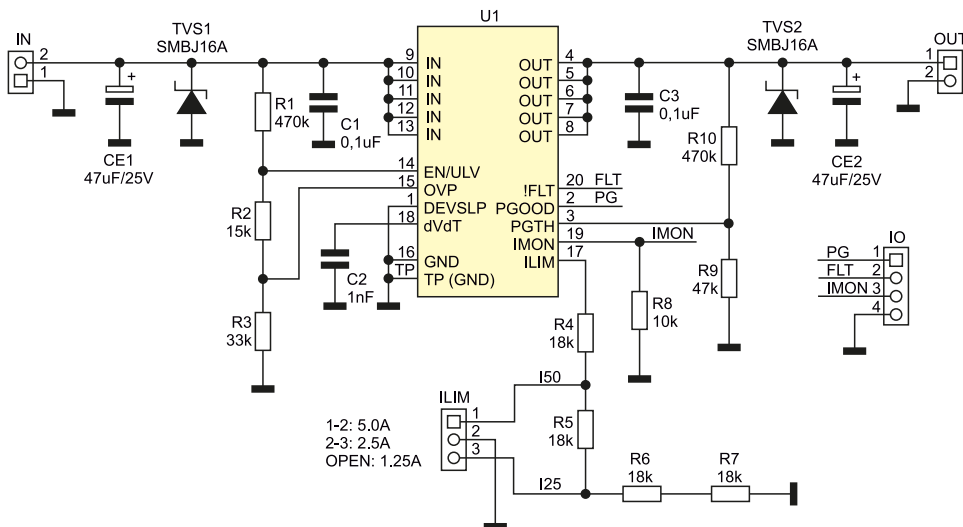 U1
IN
2
1
TVS1
SMBJ16A
CE1
47uF/25V
R1
470k
C1
0,1uF
R2
15k
R3
33k
C2
1nF
9 IN
10 IN
11 IN
12 IN
13 IN
14 EN/ULV
15 OVP
1 DEVSLP
18 dVdT
16 GND
TP TP (GND)
OUT 4
OUT 5
OUT 6
OUT 7
OUT 8
!FLT 20 FLT
PGOOD 2 PG
PGTH 3
IMON 19 IMON
ILIM 17
C3
0,1uF
TVS2
SMBJ16A
R10
470k
CE2
47uF/25V
OUT
1
2
R9
47k
R8
10k
R4
18k
IO
PG 1
FLT 2
IMON 3
4
I50
ILIM
1
2
3
1-2: 5.0A
2-3: 2.5A
OPEN: 1.25A
R5
18k
I25
R6
18k
R7
18k